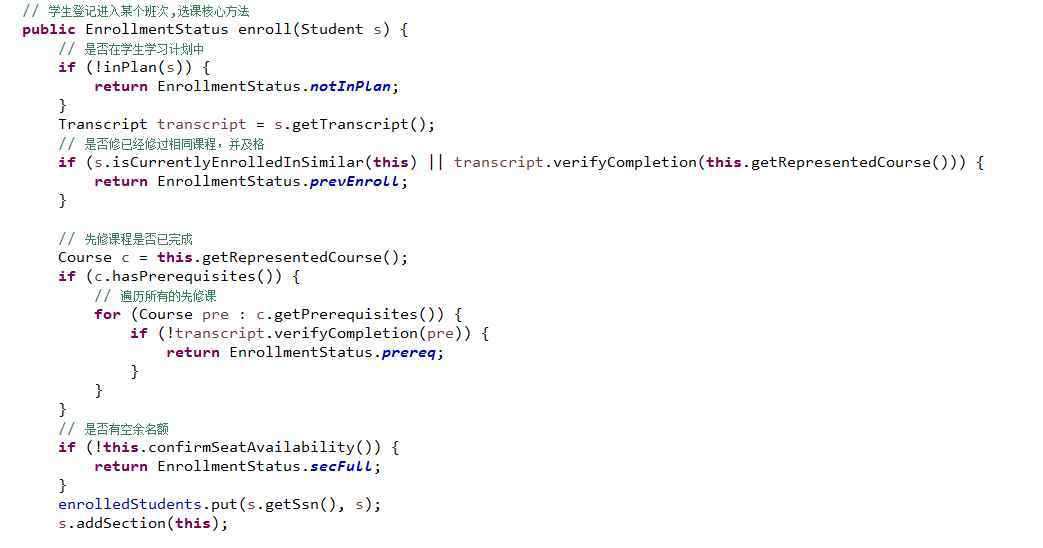 // 学生登记进入某个班次,选课核心方法
public EnrollmentStatus enroll(Student s) {
// 是否在学生学习计划中
if (!inPlan(s)) {
return EnrollmentStatus.notInPlan;
}
Transcript transcript = s.getTranscript();
// 是否修已经修过相同课程，并及格
if (s.isCurrentlyEnrolledInSimilar(this) || transcript.verifyCompletion(this.getRepresentedCourse())) {
return EnrollmentStatus.prevEnroll;
}
// 先修课程是否已完成
Course c = this.getRepresentedCourse();
if (c.hasPrerequisites()) {
// 遍历所有的先修课
for (Course pre : c.getPrerequisites()) {
if (!transcript.verifyCompletion(pre)) {
return EnrollmentStatus.prereq;
}
}
}
// 是否有空余名额
if (!this.confirmSeatAvailability()) {
return EnrollmentStatus.secFull;
}
enrolledStudents.put(s.getSsn(), s);
s.addSection(this);